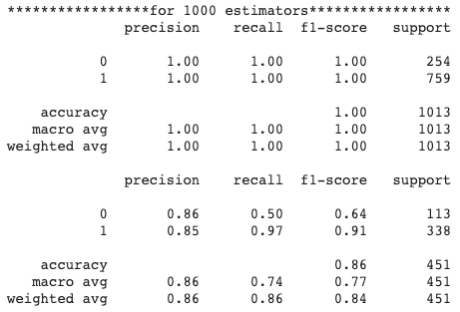 *****************for 1000 estimators*****************
precision recall f1-score support
0 1.00 1.00 1.00 254
1 1.00 1.00 1.00 759
accuracy 1.00 1013
macro avg 1.00 1.00 1.00 1013
weighted avg 1.00 1.00 1.00 1013
precision recall f1-score support
0 0.86 0.50 0.64 113
1 0.85 0.97 0.91 338
accuracy 0.86 451
macro avg 0.86 0.74 0.77 451
weighted avg 0.86 0.86 0.84 451